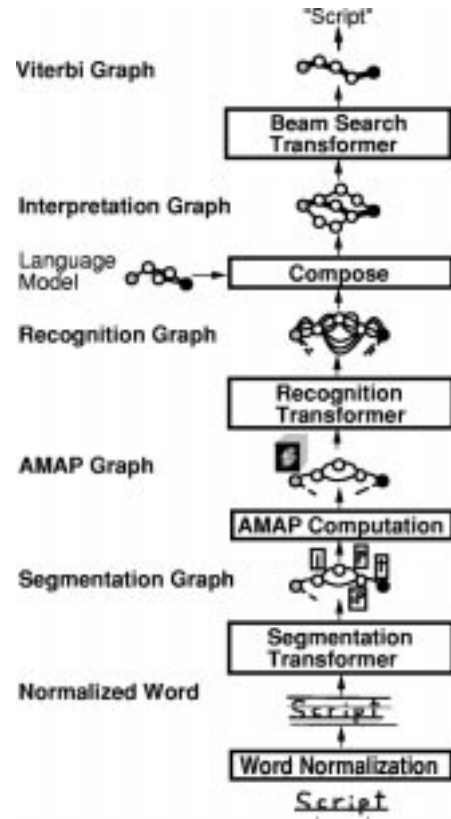 "Script"
Viterbi Graph
Beam Search
Transformer
Interpretation Graph
Language
Model
Compose
Recognition Graph
Recognition
Transformer
AMAP Graph
AMAP Computation
Segmentation Graph
Segmentation
Transformer
Normalized Word
Script
Word Normalization
Script